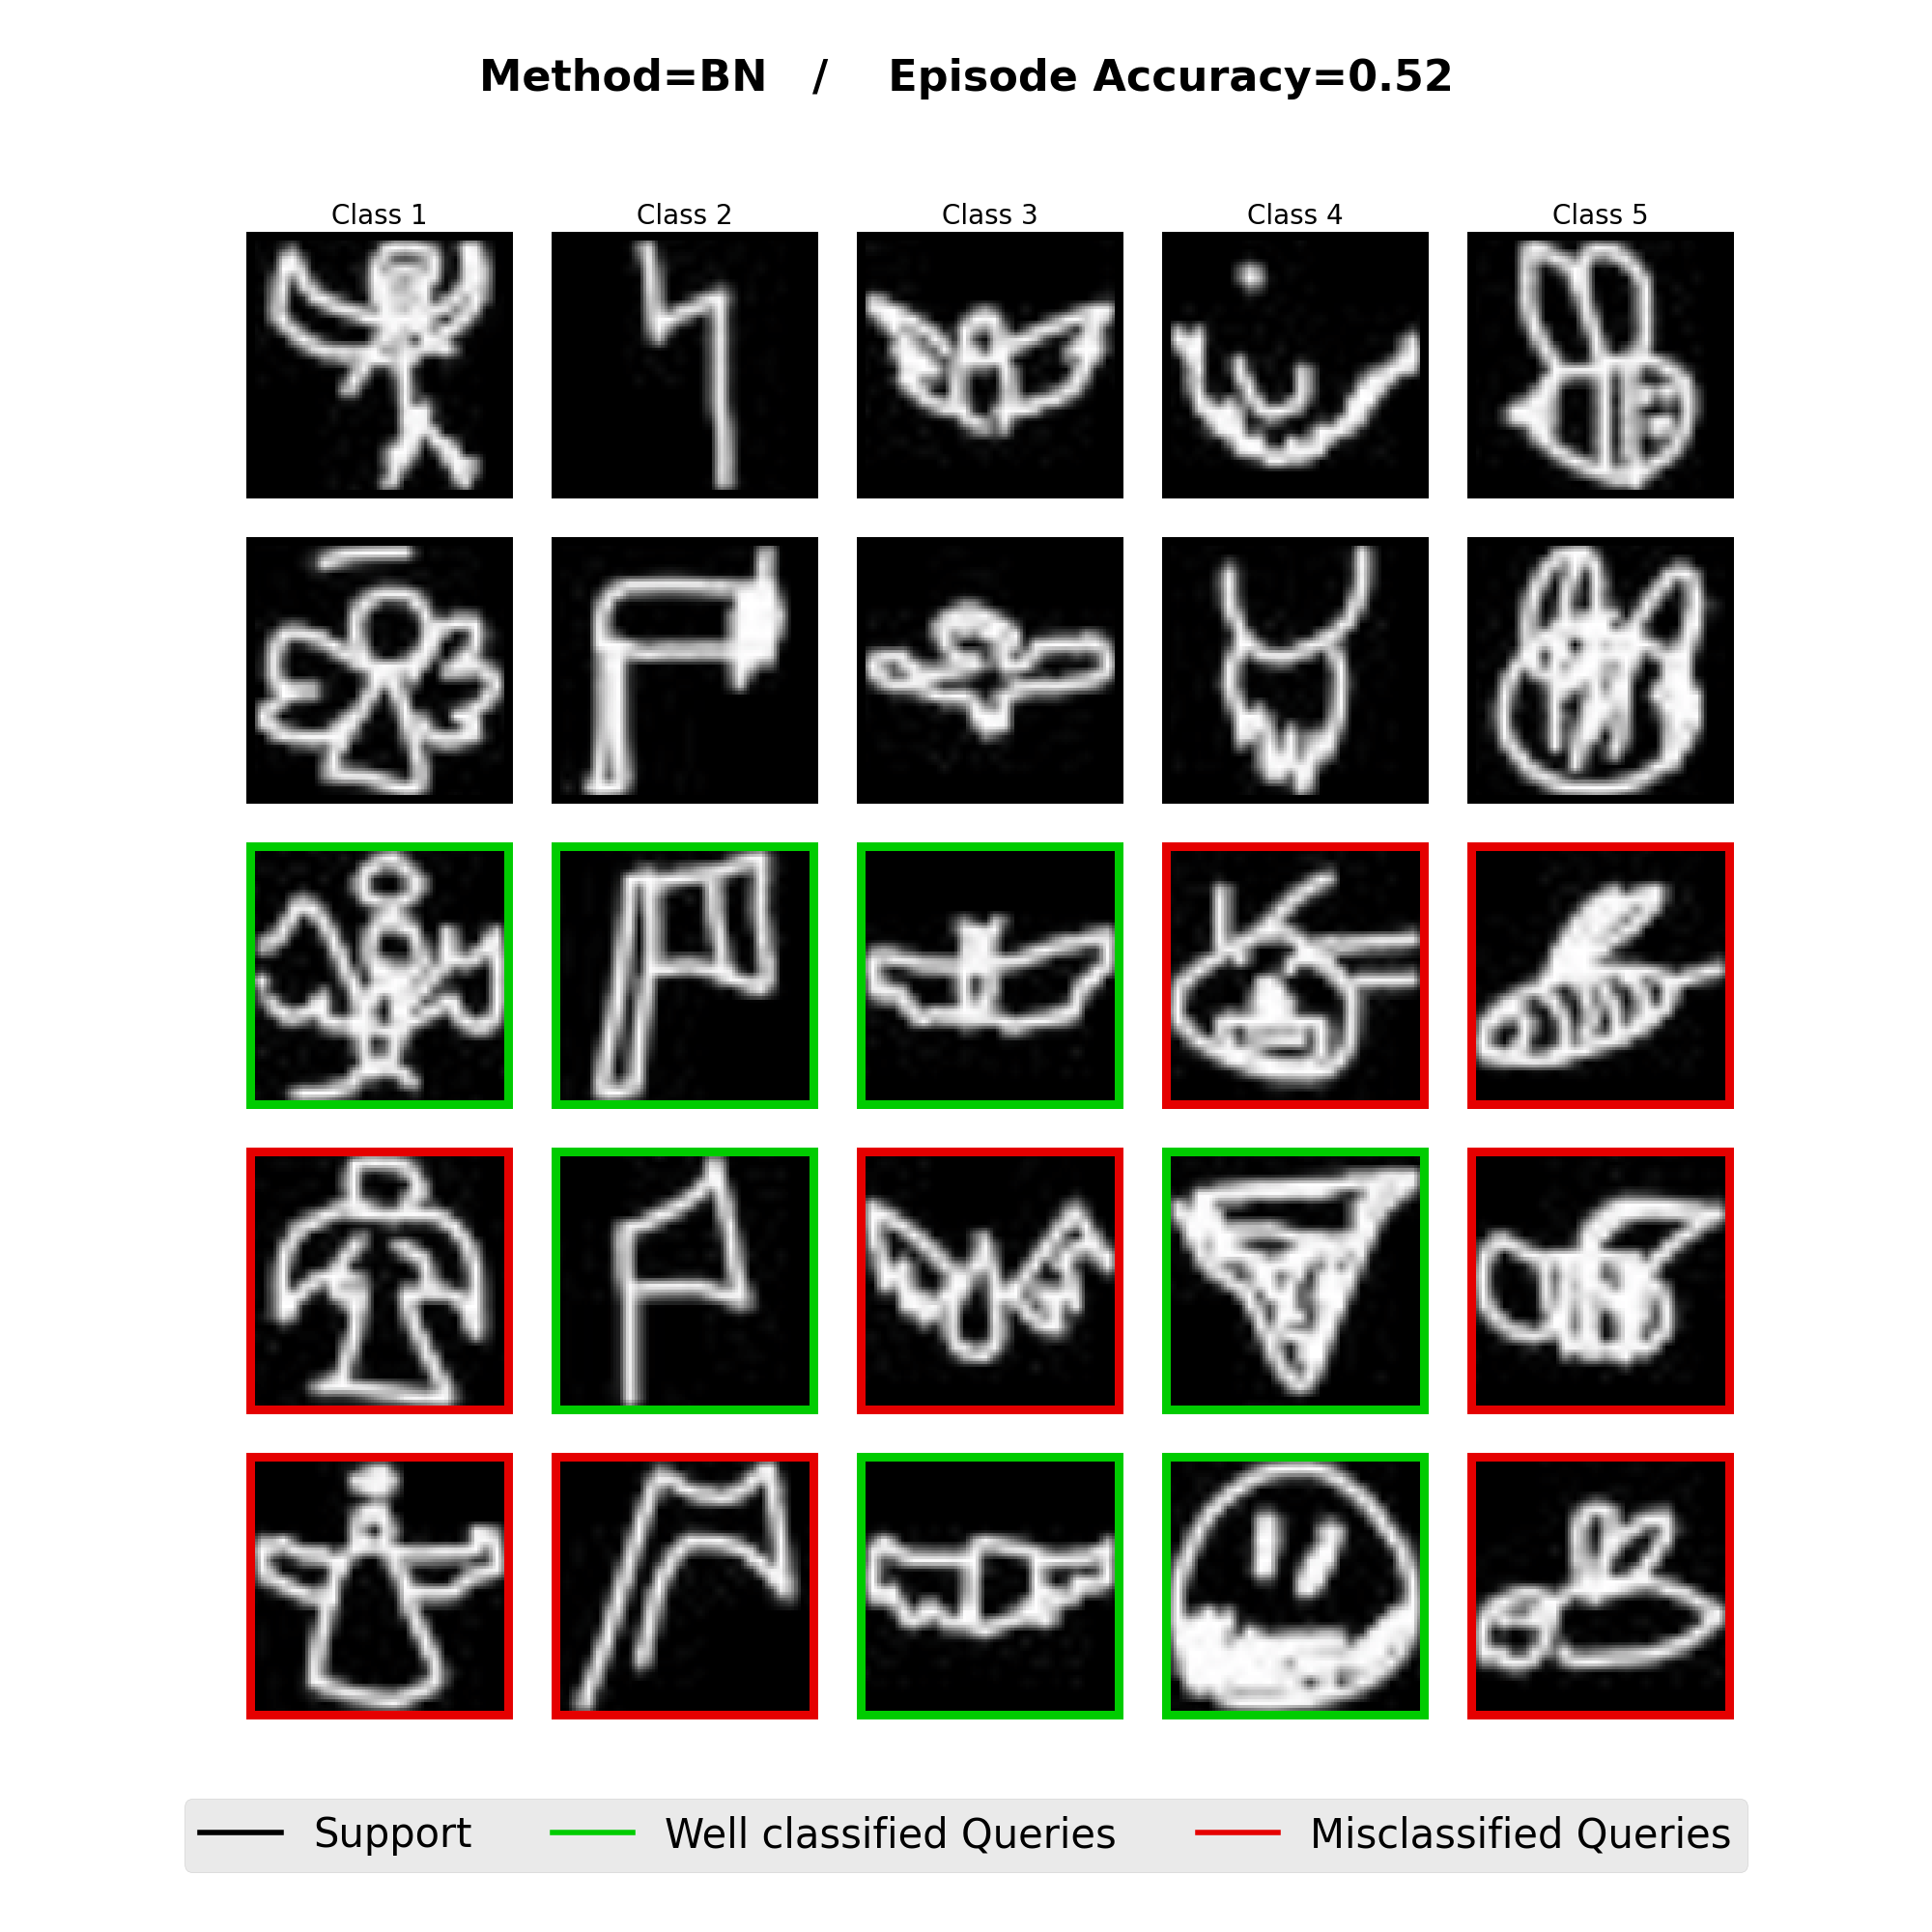 Method=BN / Episode Accuracy=0.52
Class 1 Class 2 Class 3 Class 4 Class 5
Support Well classified Queries Misclassified Queries